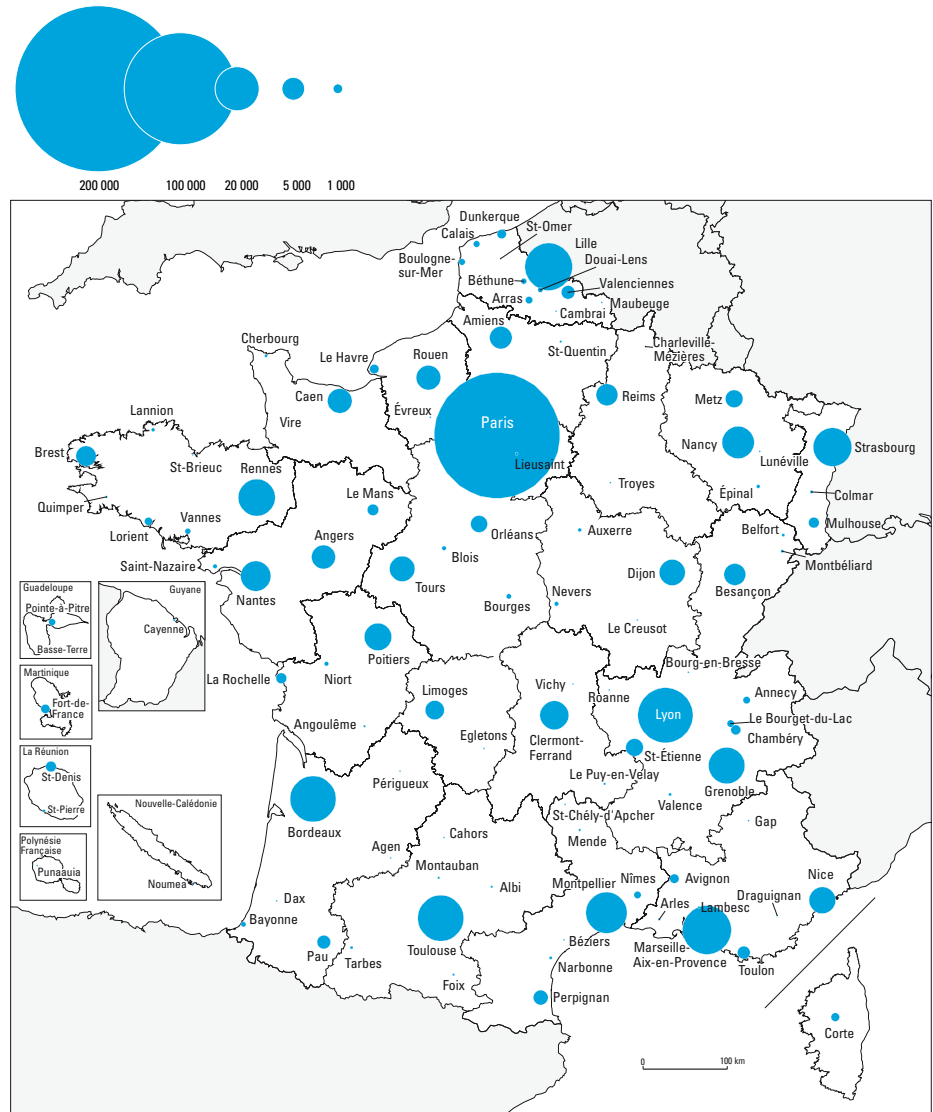 200 000 100 000 20 000 5 000 1 000
Dunkerque
St-Omer
Calais
Lille
Boulogne-
sur-Mer
Douai-Lens
Béthune
Valenciennes
Arras
Maubeuge
Cambrai
Amiens
St-Quentin
Charleville-
Mézières
Cherbourg
Le Havre
Rouen
Caen
Reims
Metz
Évreux
Lannion
Vire
Paris
Brest
St-Brieuc
Rennes
Nancy
Strasbourg
Lunéville
Lieusaint
Troyes
Épinal
Colmar
Quimper
Le Mans
Vannes
Lorient
Mulhouse
Auxerre
Belfort
Orléans
Angers
Blois
Montbéliard
Saint-Nazaire
Tours
Dijon
Besançon
Nantes
Bourges
Nevers
Guadeloupe
Pointe-à-Pitre
Basse-Terre
Guyane
Cayenne
Le Creusot
Poitiers
Bourg-en-Bresse
Martinique
Fort-de-
France
La Rochelle
Niort
Vichy
Roanne
Annecy
Limoges
Lyon
Le Bourget-du-Lac
Chambéry
Angoulême
Egletons
Clermont-
Ferrand
St-Étienne
La Réunion
St-Denis
St-Pierre
Périgueux
Le Puy-en-Velay
Grenoble
Valence
Nouvelle-Calédonie
Noumea
Bordeaux
St-Chély-d'Apcher
Gap
Cahors
Mende
Polynésie
Française
Punaauia
Agen
Montauban
Albi
Montpellier
Nîmes
Avignon
Nice
Dax
Arles
Lambesc
Draguignan
Bayonne
Toulouse
Béziers
Marseille-
Aix-en-Provence
Pau
Tarbes
Narbonne
Toulon
Foix
Perpignan
Corte
0 100 km